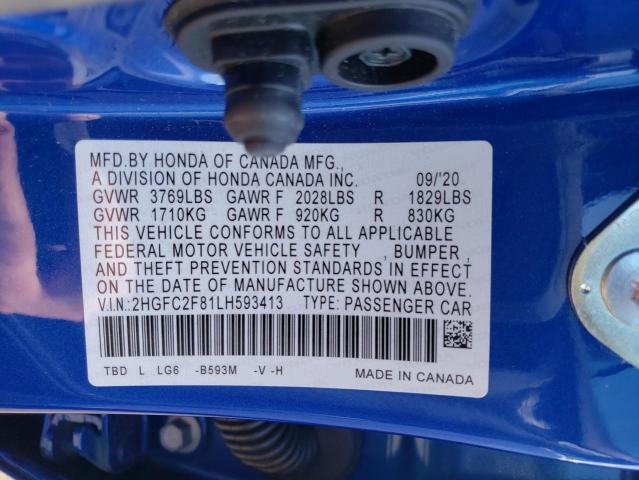 MFD.BY HONDA OF CANADA MFG.,
A DIVISION OF HONDA CANADA INC. 09/'20
GVWR 3769LBS GAWR F 2028LBS R 1829LBS
GVWR 1710KG GAWR F 920KG R 830KG
THIS VEHICLE CONFORMS TO ALL APPLICABLE
FEDERAL MOTOR VEHICLE SAFETY , BUMPER ,
AND THEFT PREVENTION STANDARDS IN EFFECT
ON THE DATE OF MANUFACTURE SHOWN ABOVE.
V.I.N.:2HGFC2F81LH593413 TYPE: PASSENGER CAR
TBD L LG6 -B593M -V -H
MADE IN CANADA